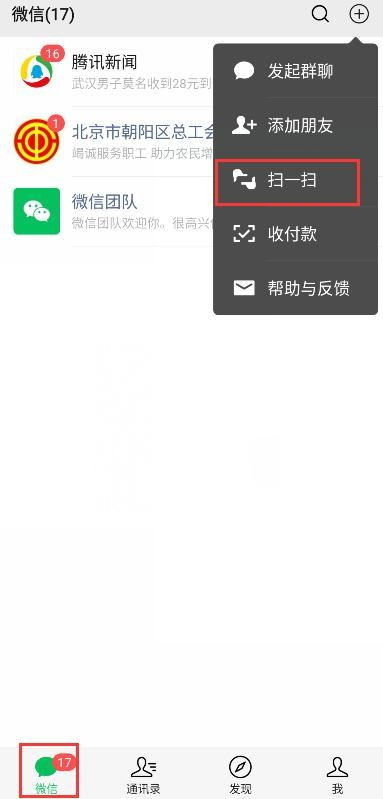 微信(17)
16
腾讯新闻
武汉男子莫名收到28元到
发起群聊
1
北京市朝阳区总工会
竭诚服务职工 助力农民增
添加朋友
扫一扫
微信团队
微信团队欢迎你。很高兴
收付款
帮助与反馈
17
微信
通讯录
发现
我